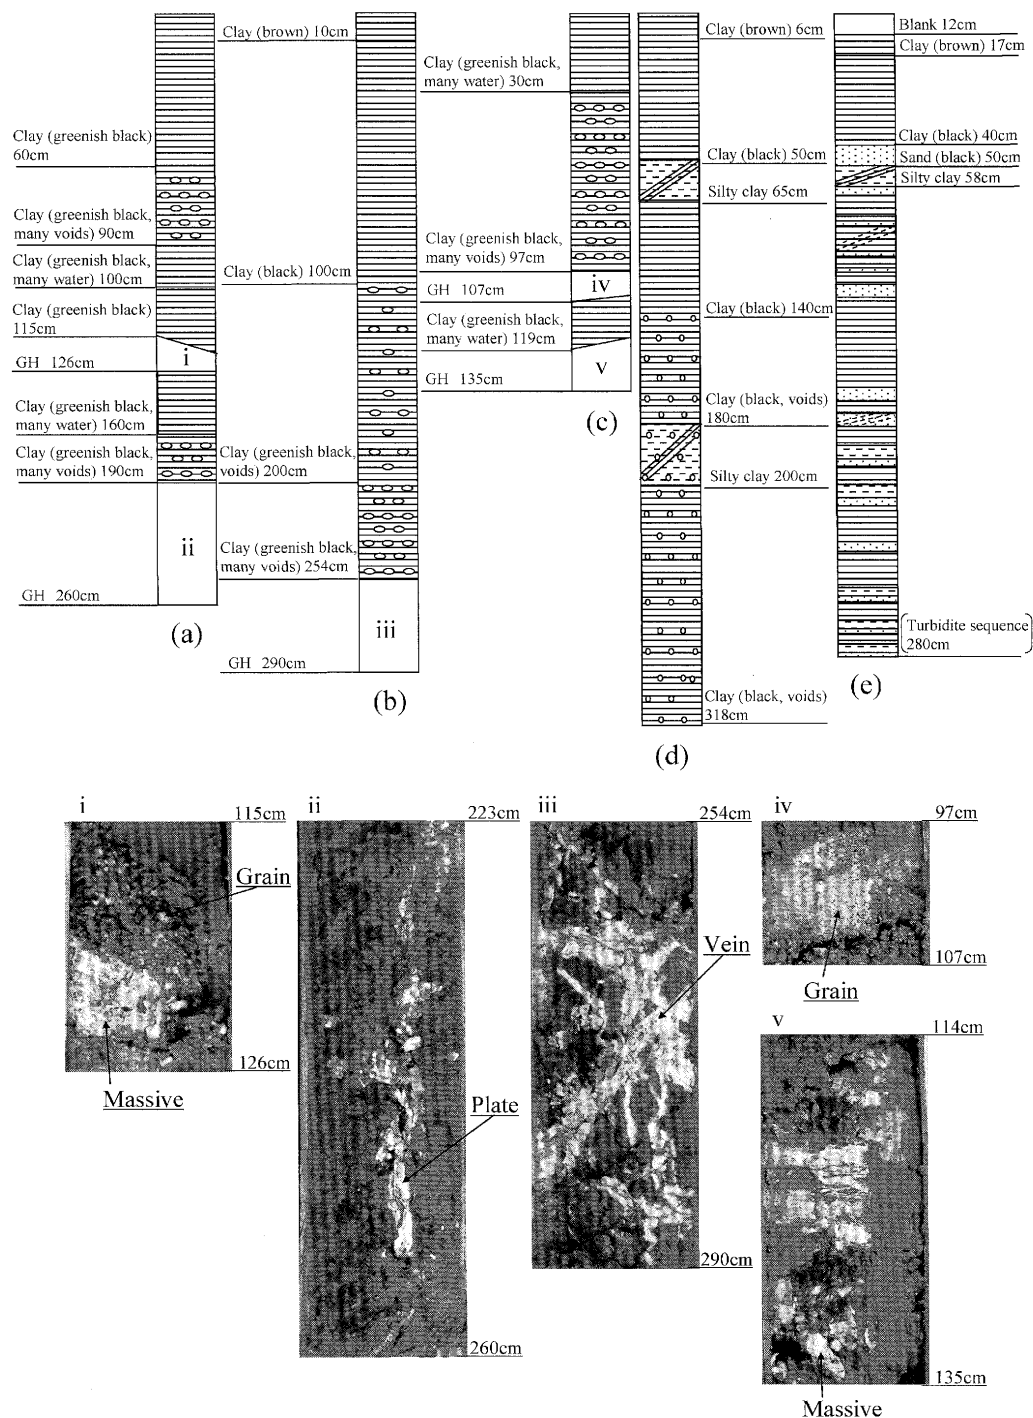 Clay (greenish black)
60cm
Clay (greenish black,
many voids) 90cm
Clay (greenish black,
many water) 100cm
Clay (greenish black)
115cm
GH 126cm
Clay (greenish black,
many water) 160cm
Clay (greenish black,
many voids) 190cm
GH 260cm
i
ii
(a)
Clay (brown) 10cm
Clay (black) 100cm
Clay (greenish black,
voids) 200cm
Clay (greenish black,
many voids) 254cm
GH 290cm
iii
(b)
Clay (greenish black,
many water) 30cm
Clay (greenish black,
many voids) 97cm
GH 107cm
Clay (greenish black,
many water) 119cm
GH 135cm
iv
v
(c)
Clay (brown) 6cm
Clay (black) 50cm
Silty clay 65cm
Clay (black) 140cm
Clay (black, voids)
180cm
Silty clay 200cm
Clay (black, voids)
318cm
(d)
Blank 12cm
Clay (brown) 17cm
Clay (black) 40cm
Sand (black) 50cm
Silty clay 58cm
Turbidite sequence
280cm
(e)
i
115cm
Grain
126cm
Massive
ii
223cm
Plate
260cm
iii
254cm
Vein
290cm
iv
97cm
107cm
Grain
v
114cm
135cm
Massive